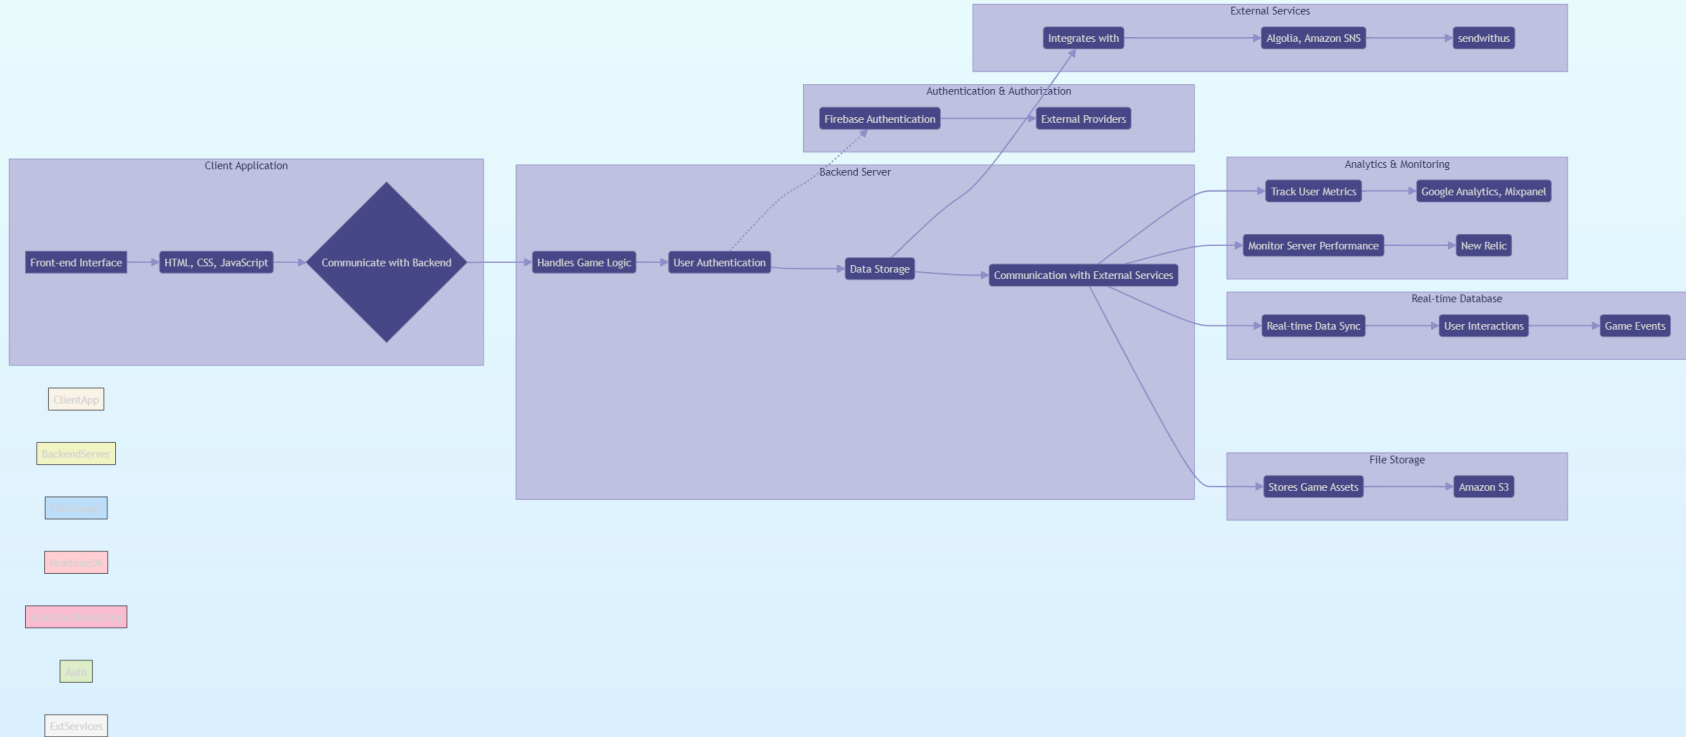 External Services
Integrates with
Algolia, Amazon SNS
sendwithus
Authentication & Authorization
Firebase Authentication
External Providers
Client Application
Front-end Interface
HTML, CSS, JavaScript
Communicate with Backend
Backend Server
Handles Game Logic
User Authentication
Data Storage
Communication with External Services
Analytics & Monitoring
Track User Metrics
Google Analytics, Mixpanel
Monitor Server Performance
New Relic
Real-time Database
Real-time Data Sync
User Interactions
Game Events
File Storage
Stores Game Assets
Amazon S3
ClientApp
BackendServer
RealtimeDB
Auth
ExtServices